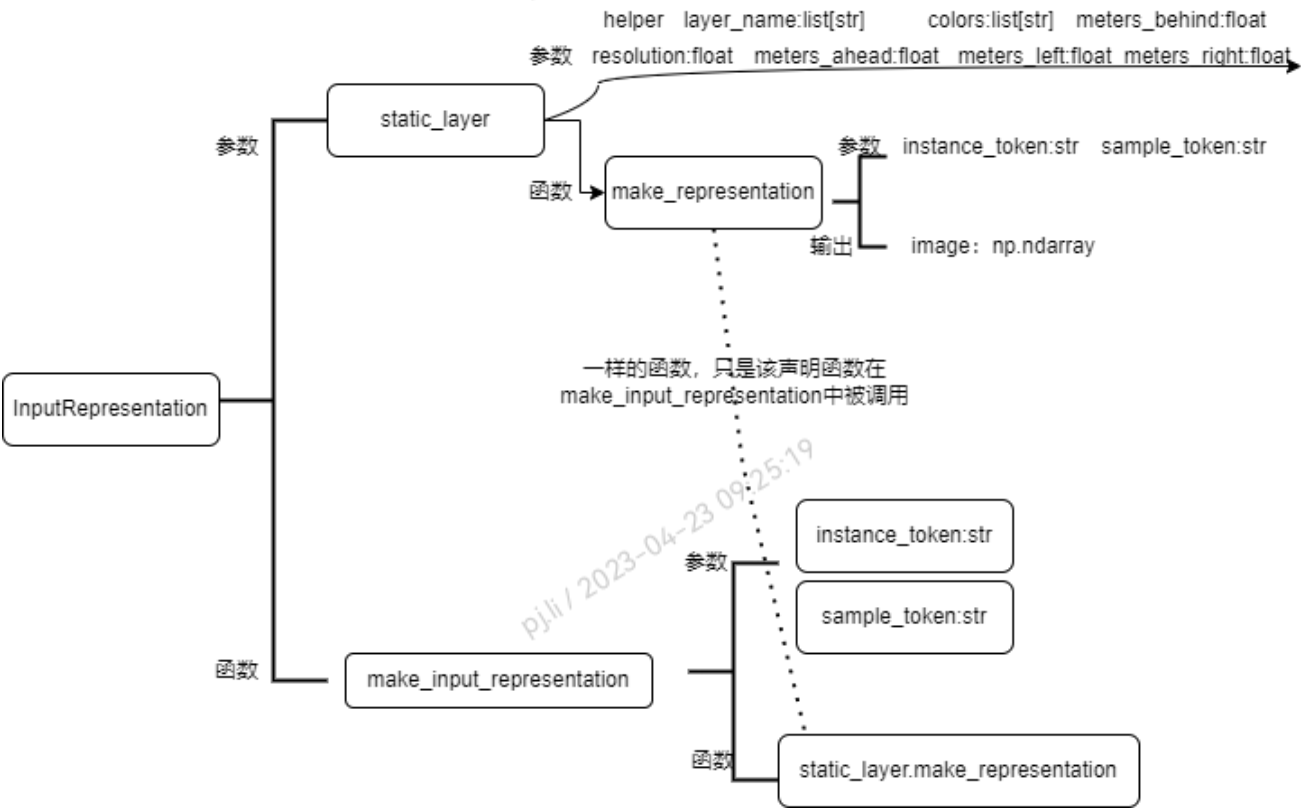 helper layer_name:list[str] colors:list[str] meters_behind:float
参数 resolution:float meters_ahead:float meters_left:float meters_right:float
static_layer
参数
参数 instance_token:str sample_token:str
函数
make_representation
输出 image：np.ndarray
一样的函数，只是该声明函数在
make_input_representation中被调用
InputRepresentation
pj.li / 2023-04-23 09:25:19
instance_token:str
参数
sample_token:str
函数
make_input_representation
函数
static_layer.make_representation